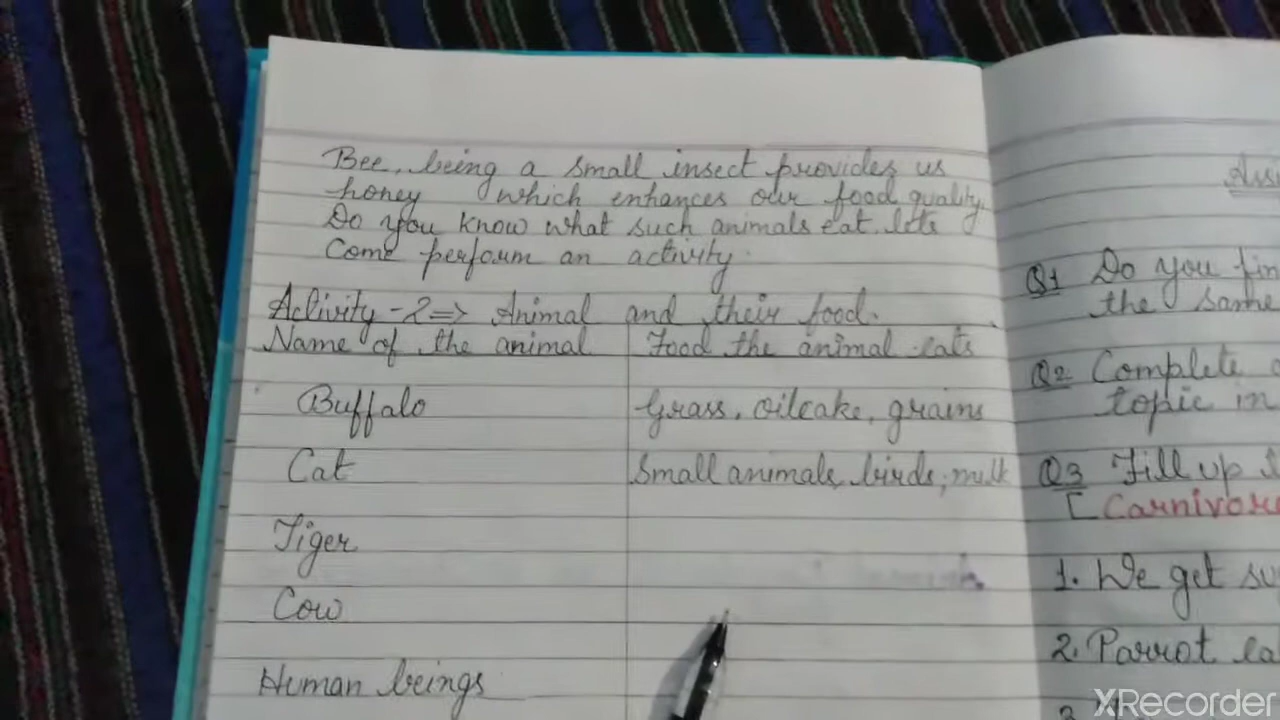 Bee, being a small insect provides us
honey which enhances our food quality.
Do you know what such animals eat lets
Come perform an activity.
Activity-2 => Animal and their food.
Name of the animal Food the animal eats
Buffalo Grass, oilcake, grains
Cat Small animals, birds, milk
Tiger
Cow
Human beings
Q1 Do you
the same
Q2 Complete
topic in
Q3 Fill up
[Carnivor
1. We get
2. Parrot
3.
XRecorder